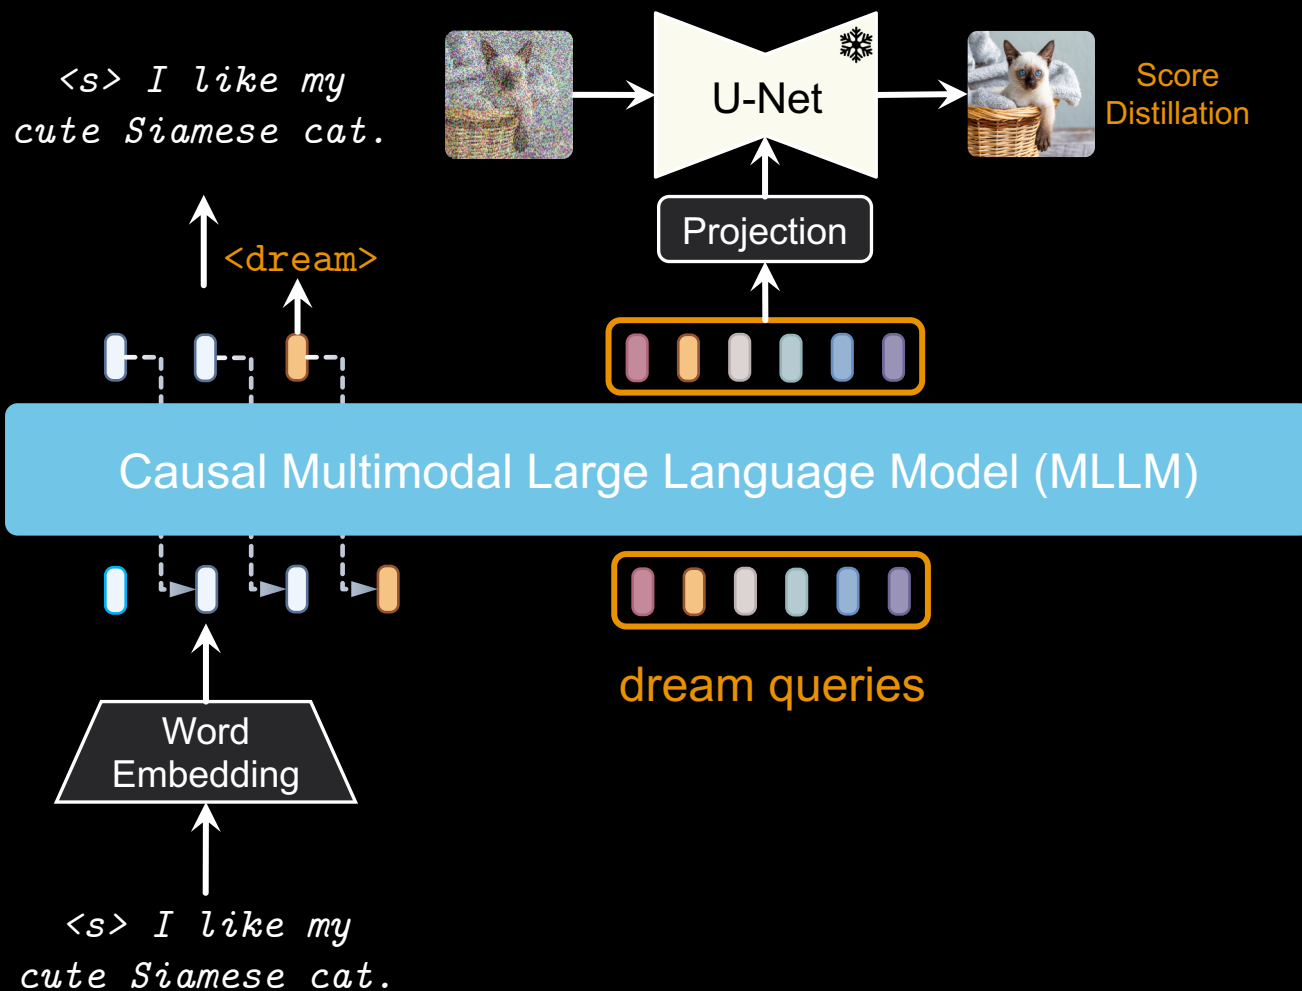 <s> I like my
cute Siamese cat.
U-Net
Score
Distillation
<dream>
Projection
Causal Multimodal Large Language Model (MLLM)
dream queries
Word
Embedding
<s> I like my
cute Siamese cat.